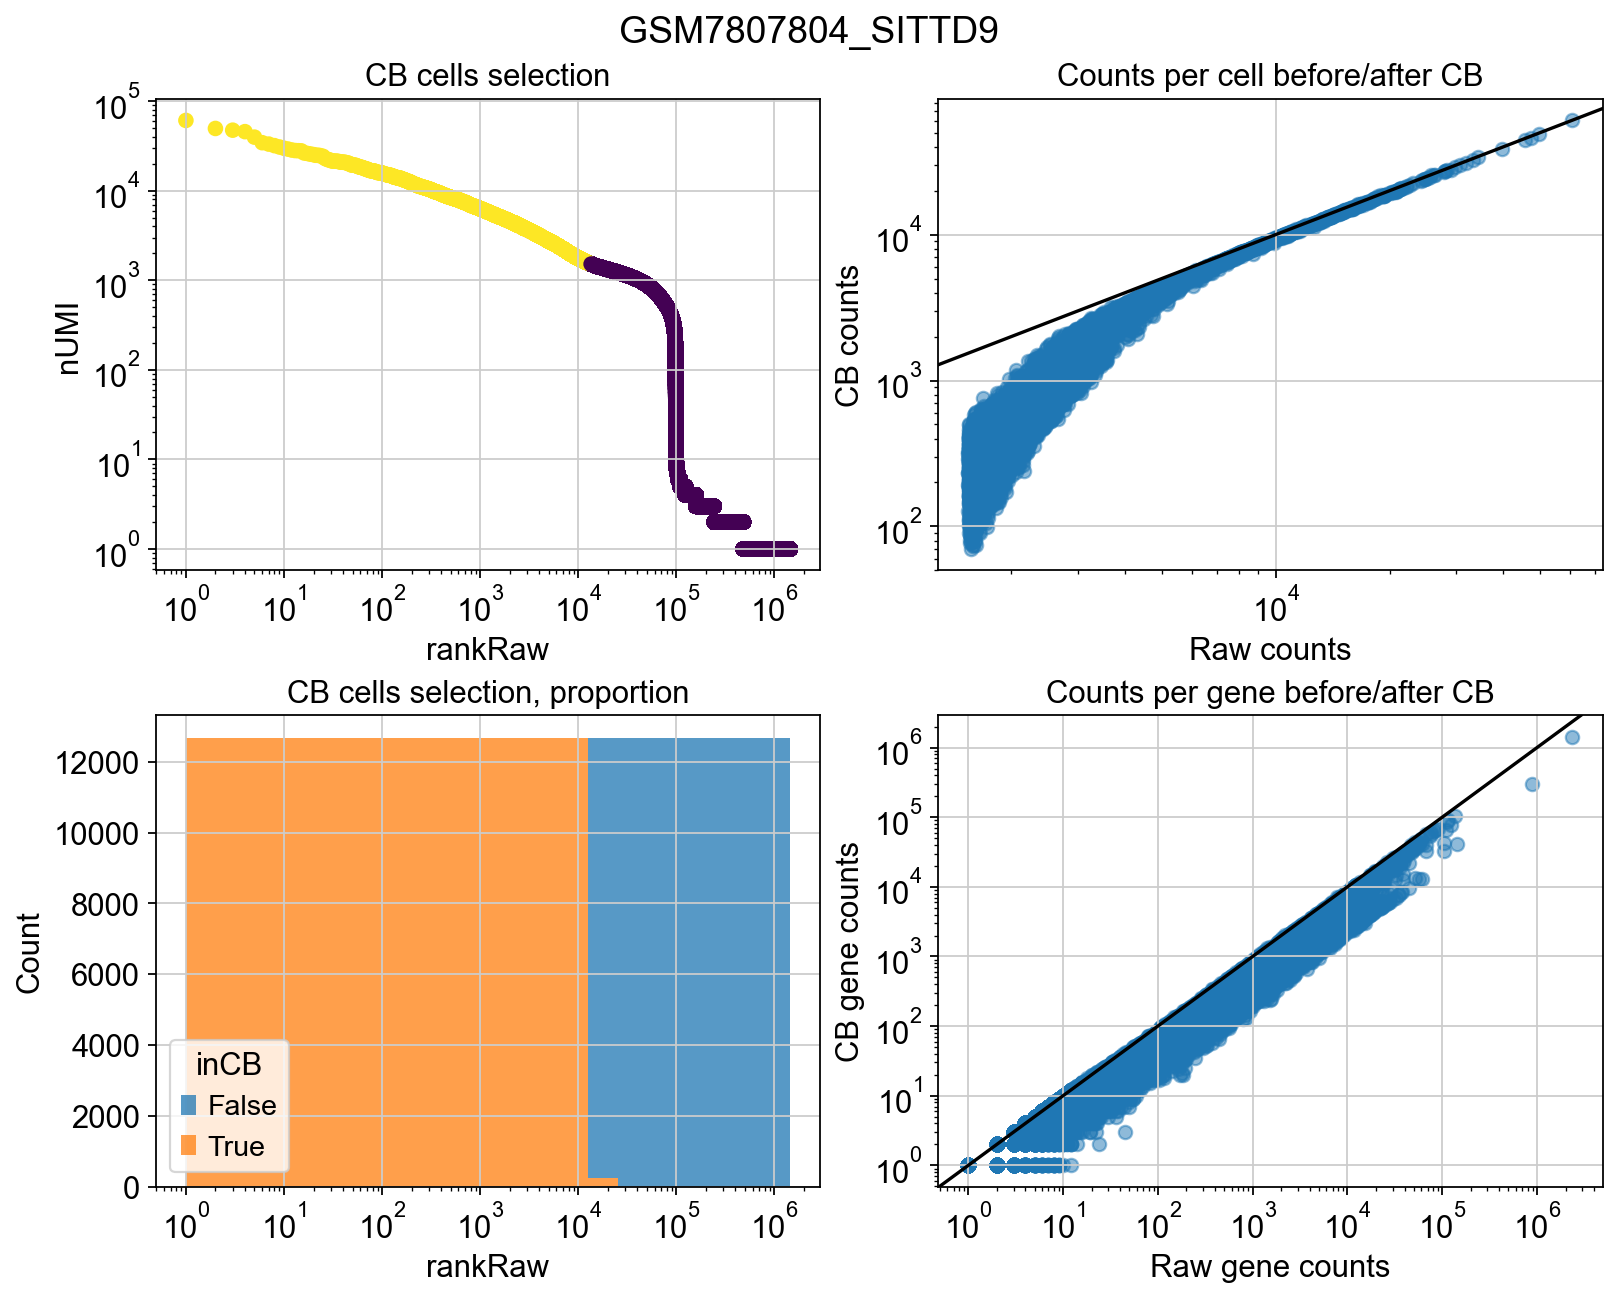 GSM7807804_SITTD9
CB cells selection
10^5
10^4
10^3
10^2
10^1
10^0
nUMI
10^0 10^1 10^2 10^3 10^4 10^5 10^6
rankRaw
Counts per cell before/after CB
10^4
10^3
10^2
CB counts
10^4
Raw counts
CB cells selection, proportion
12000
10000
8000
6000
4000
2000
0
Count
inCB
False
True
10^0 10^1 10^2 10^3 10^4 10^5 10^6
rankRaw
Counts per gene before/after CB
10^6
10^5
10^4
10^3
10^2
10^1
10^0
CB gene counts
10^0 10^1 10^2 10^3 10^4 10^5 10^6
Raw gene counts